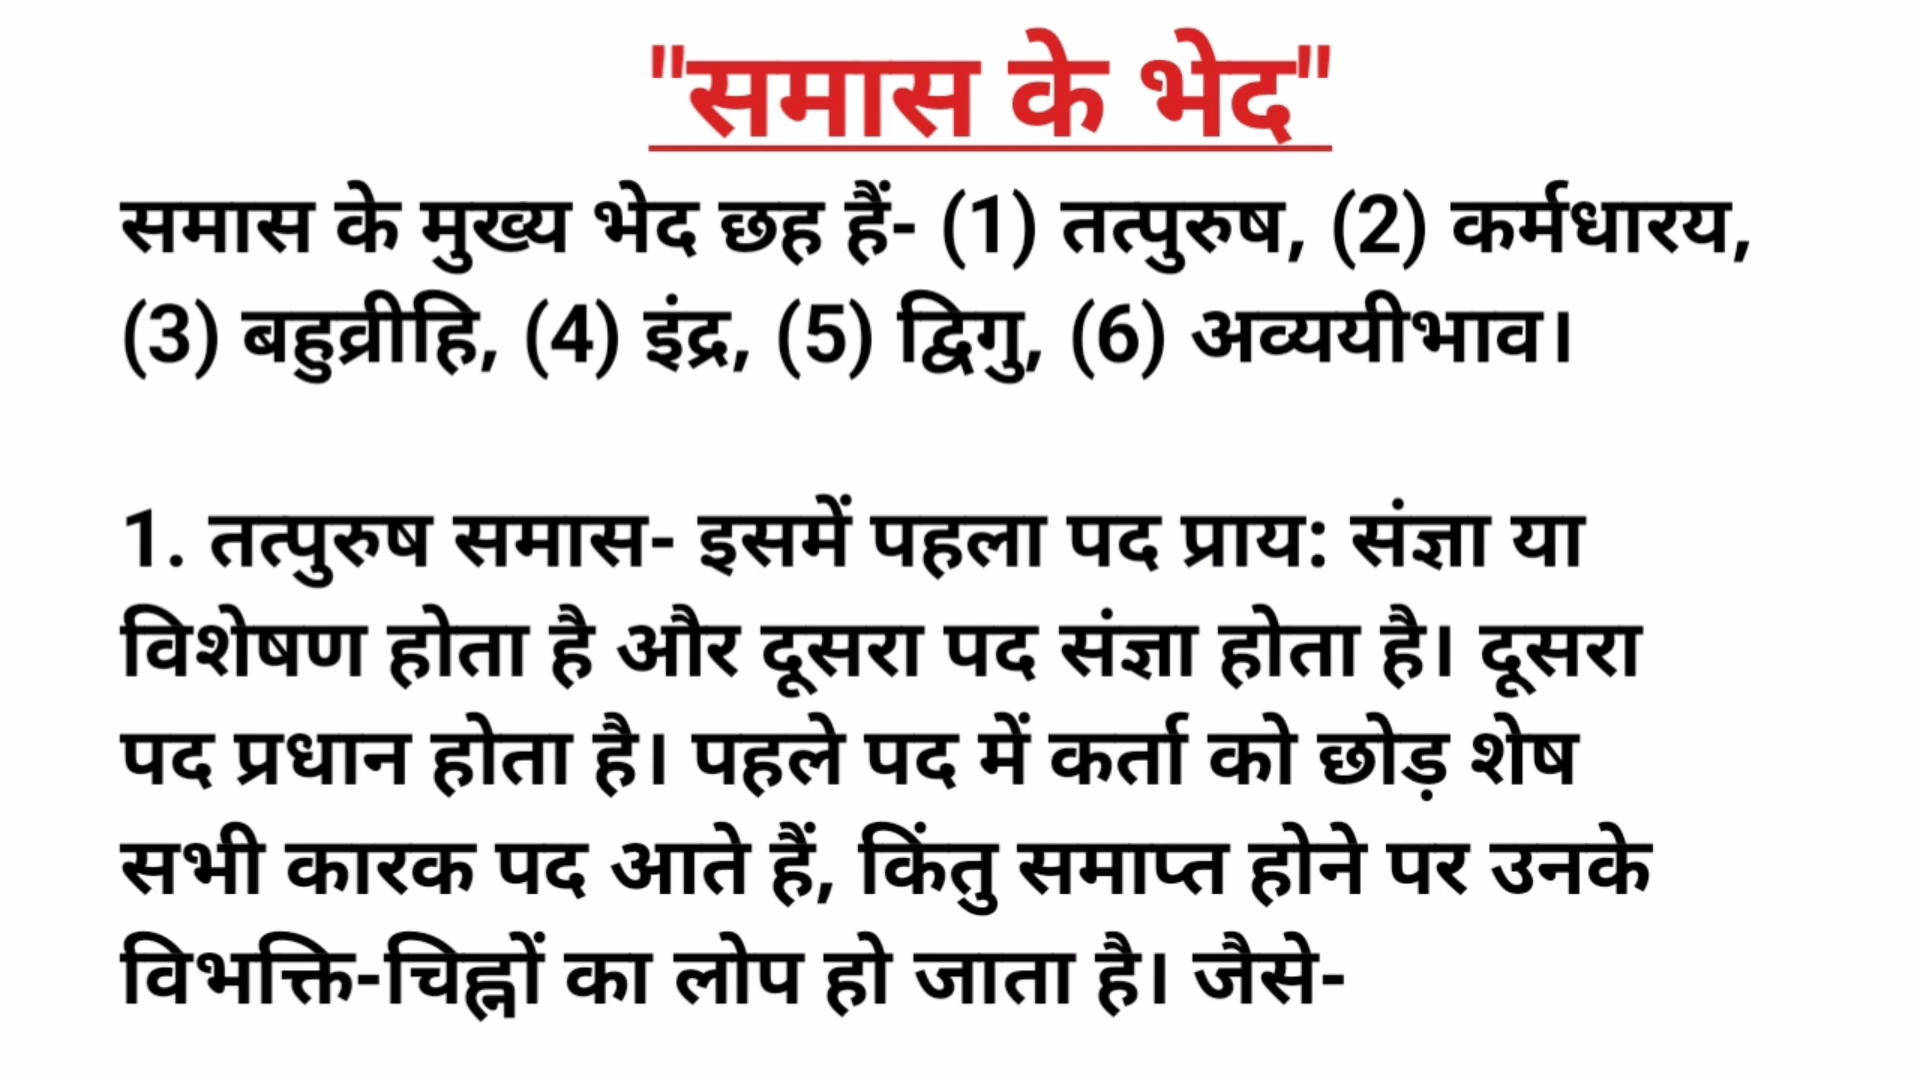 "समास के भेद"
समास के मुख्य भेद छह हैं- (1) तत्पुरुष, (2) कर्मधारय,
(3) बहुव्रीहि, (4) इंद्र, (5) द्विगु, (6) अव्ययीभाव।
1. तत्पुरुष समास- इसमें पहला पद प्राय: संज्ञा या
विशेषण होता है और दूसरा पद संज्ञा होता है। दूसरा
पद प्रधान होता है। पहले पद में कर्ता को छोड़ शेष
सभी कारक पद आते हैं, किंतु समाप्त होने पर उनके
विभक्ति-चिह्नों का लोप हो जाता है। जैसे-